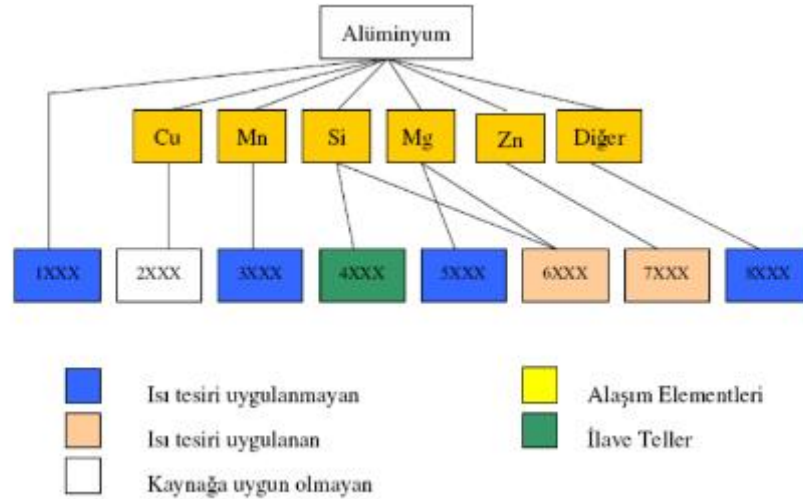 Alüminyum
Cu Mn Si Mg Zn Diğer
1XXX 2XXX 3XXX 4XXX 5XXX 6XXX 7XXX 8XXX
Isı tesiri uygulanmayan
Isı tesiri uygulanan
Kaynağa uygun olmayan
Alaşım Elementleri
İlave Teller